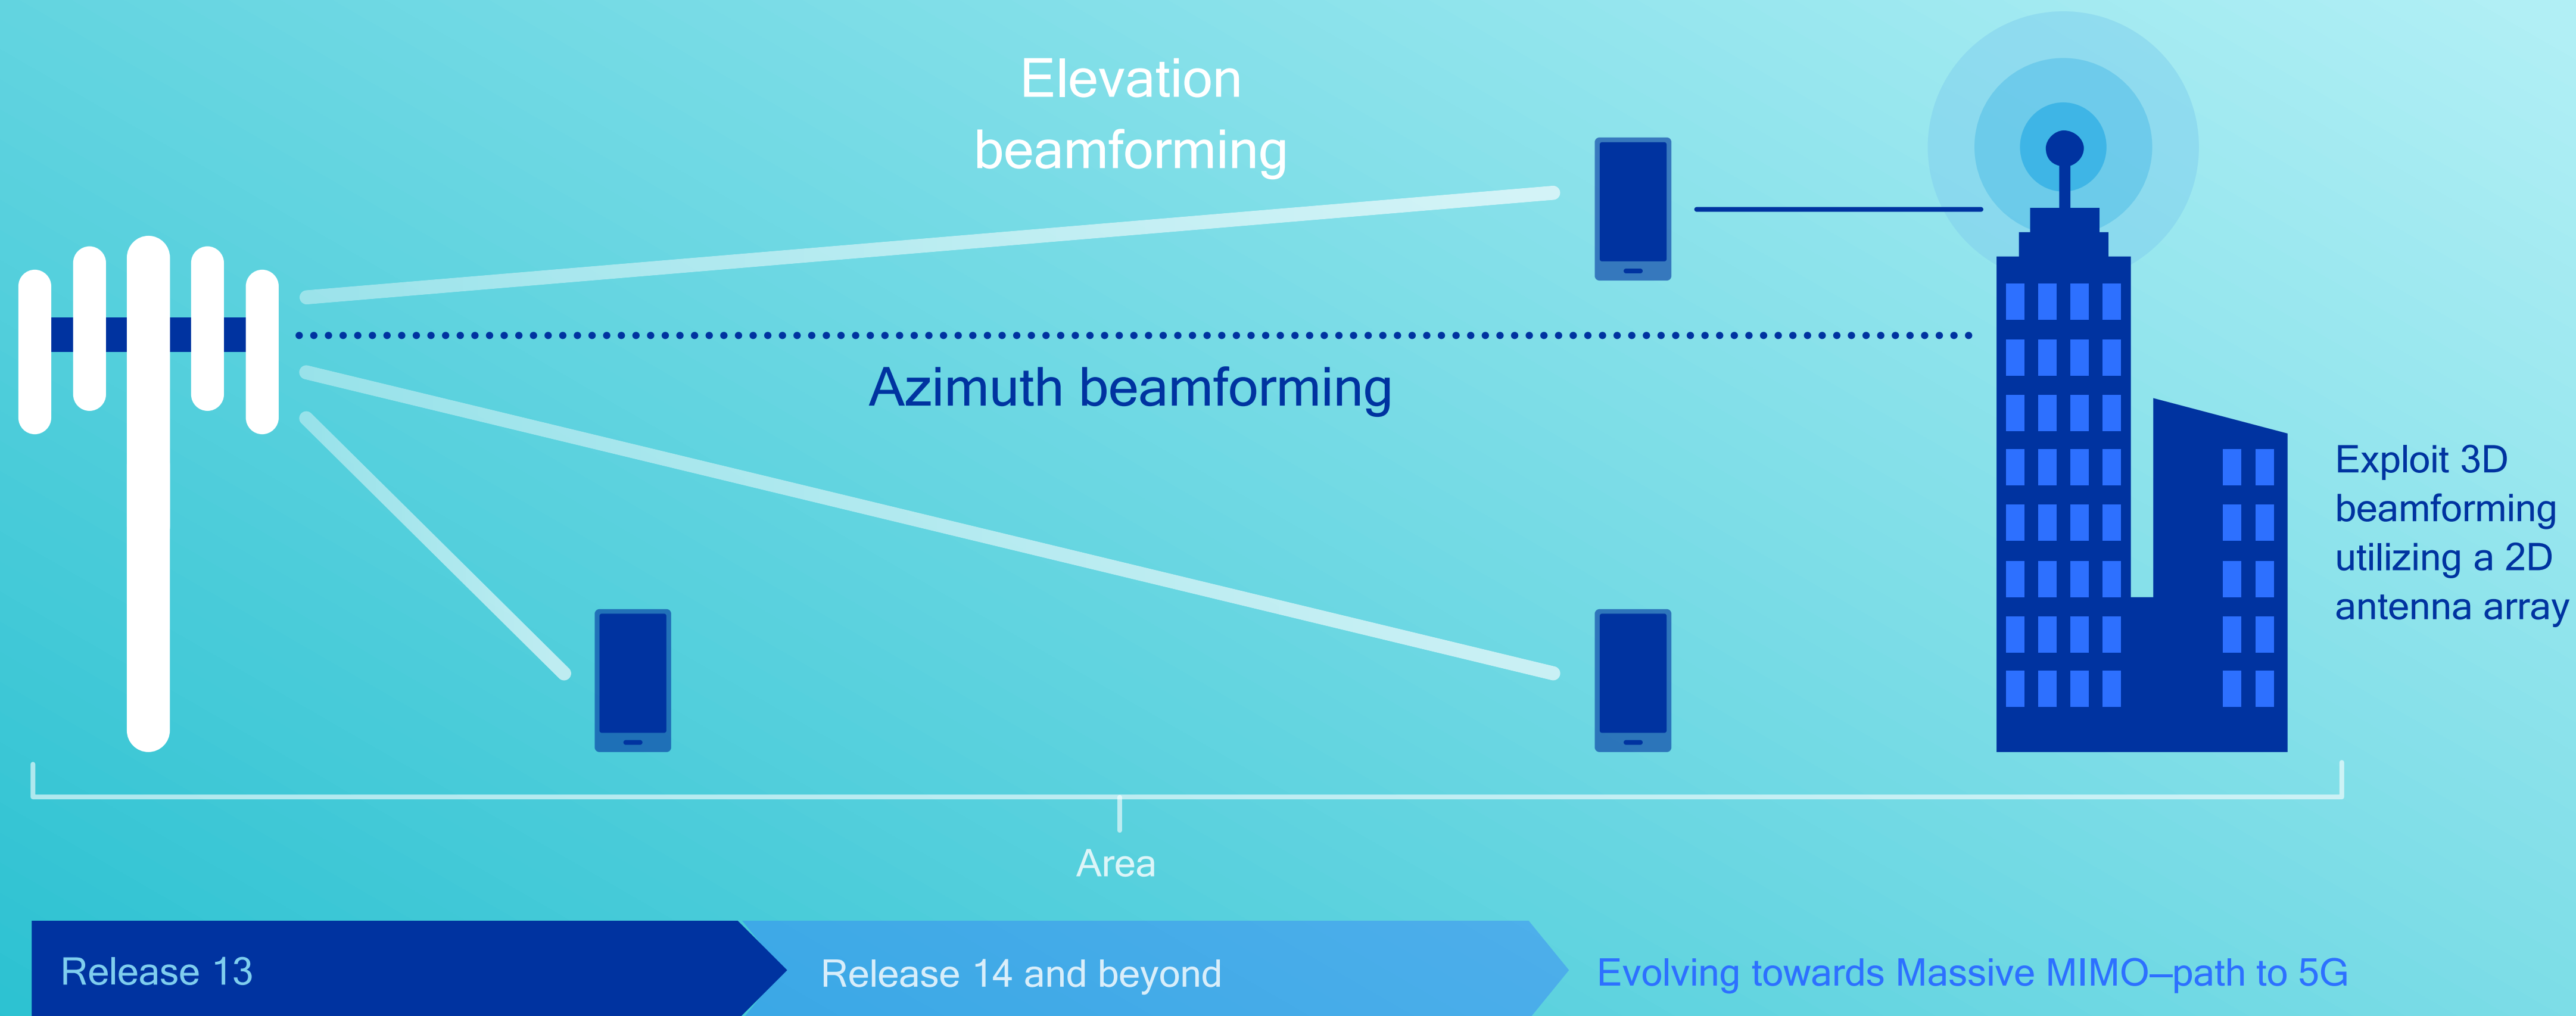 Elevation
beamforming
Azimuth beamforming
Exploit 3D
beamforming
utilizing a 2D
antenna array
Area
Release 13
Release 14 and beyond
Evolving towards Massive MIMO—path to 5G